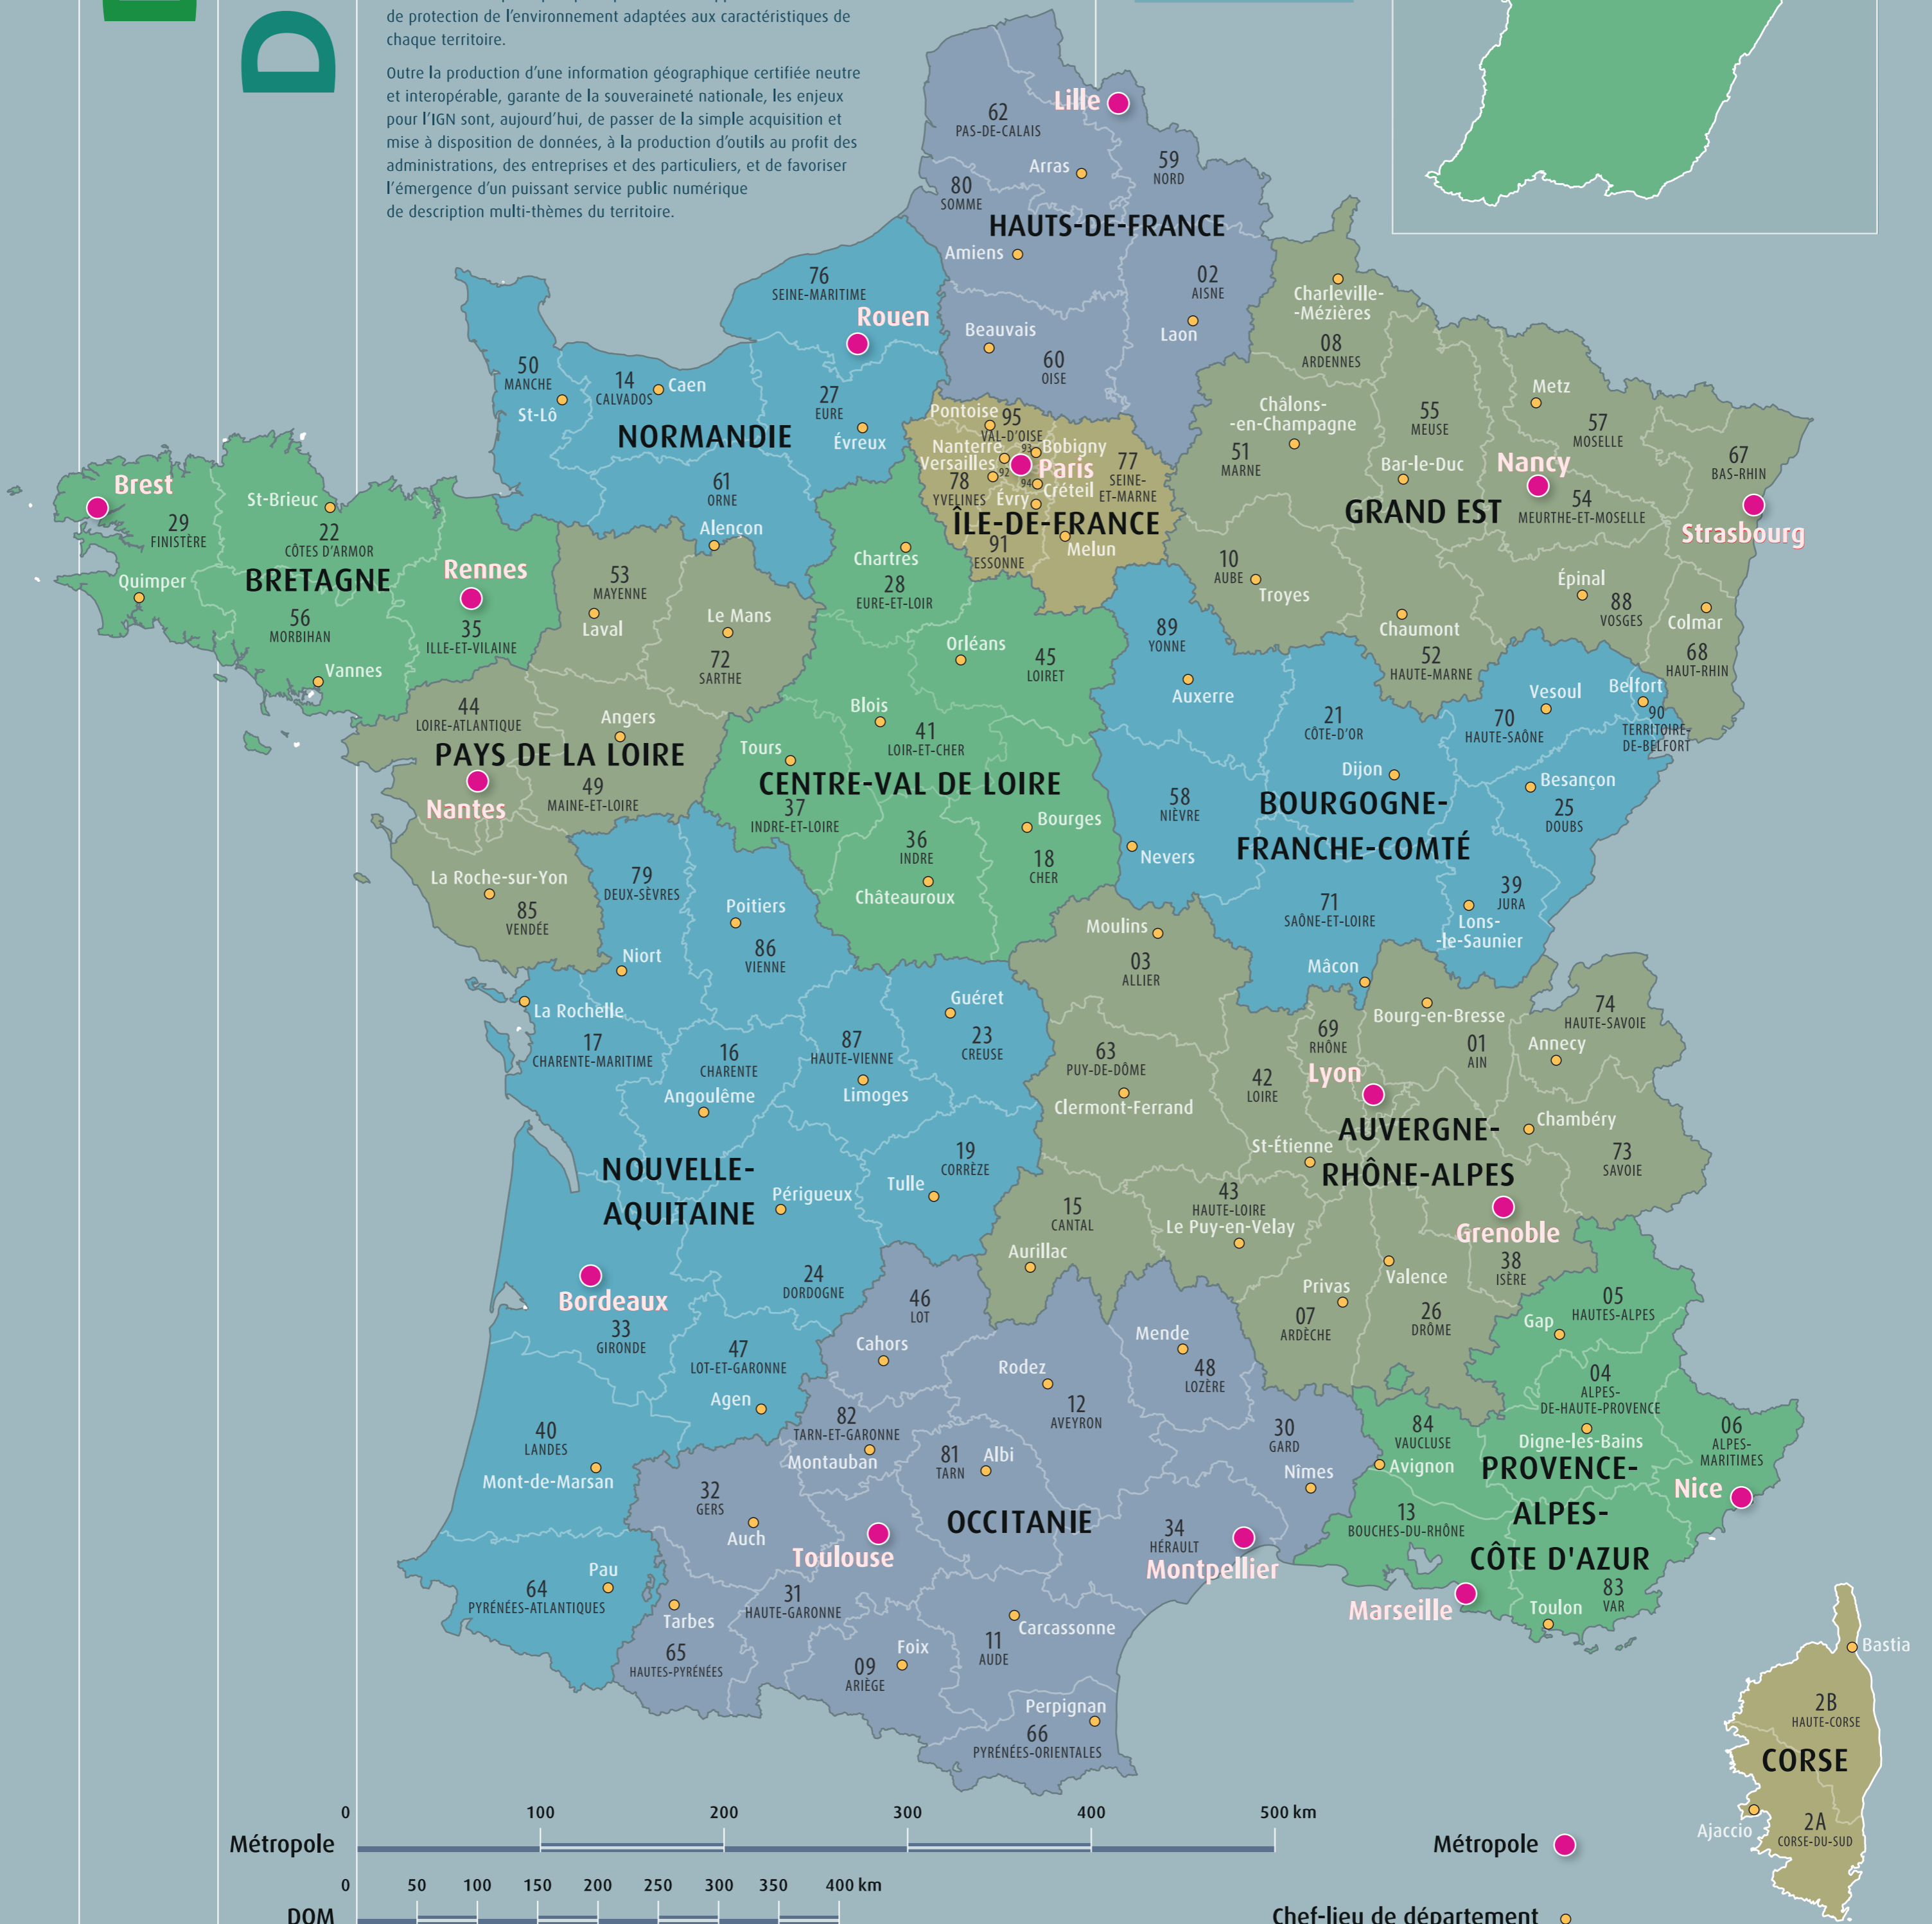 D
de protection de l'environnement adaptées aux caractéristiques de
chaque territoire.
Outre la production d'une information géographique certifiée neutre
et interopérable, garante de la souveraineté nationale, les enjeux
pour l'IGN sont, aujourd'hui, de passer de la simple acquisition et
mise à disposition de données, à la production d'outils au profit des
administrations, des entreprises et des particuliers, et de favoriser
l'émergence d'un puissant service public numérique
de description multi-thèmes du territoire.
Lille
62
PAS-DE-CALAIS
Arras
59
NORD
80
SOMME
HAUTS-DE-FRANCE
Amiens
02
AISNE
Laon
Beauvais
60
OISE
76
SEINE-MARITIME
Rouen
50
MANCHE
St-Lô
14
CALVADOS
Caen
27
EURE
Évreux
NORMANDIE
61
ORNE
Alençon
Charleville-
-Mézières
08
ARDENNES
Châlons-
-en-Champagne
51
MARNE
55
MEUSE
Bar-le-Duc
Metz
57
MOSELLE
Nancy
54
MEURTHE-ET-MOSELLE
67
BAS-RHIN
Strasbourg
GRAND EST
10
AUBE
Troyes
Chaumont
52
HAUTE-MARNE
Épinal
88
VOSGES
Colmar
68
HAUT-RHIN
Pontoise
95
VAL-D'OISE
Nanterre
93
Bobigny
Versailles
92
Paris
94
Créteil
78
YVELINES
Évry
77
SEINE-
ET-MARNE
ÎLE-DE-FRANCE
91
ESSONNE
Melun
Brest
29
FINISTÈRE
Quimper
St-Brieuc
22
CÔTES D'ARMOR
BRETAGNE
Rennes
35
ILLE-ET-VILAINE
56
MORBIHAN
Vannes
53
MAYENNE
Laval
Le Mans
72
SARTHE
44
LOIRE-ATLANTIQUE
Angers
PAYS DE LA LOIRE
Nantes
49
MAINE-ET-LOIRE
La Roche-sur-Yon
85
VENDÉE
Chartres
28
EURE-ET-LOIR
Orléans
45
LOIRET
Blois
41
LOIR-ET-CHER
Tours
CENTRE-VAL DE LOIRE
37
INDRE-ET-LOIRE
36
INDRE
Châteauroux
Bourges
18
CHER
89
YONNE
Auxerre
21
CÔTE-D'OR
Dijon
58
NIÈVRE
Nevers
BOURGOGNE-
FRANCHE-COMTÉ
70
HAUTE-SAÔNE
Vesoul
Belfort
90
TERRITOIRE-
DE-BELFORT
Besançon
25
DOUBS
39
JURA
Lons-
-le-Saunier
71
SAÔNE-ET-LOIRE
Mâcon
79
DEUX-SÈVRES
Niort
Poitiers
86
VIENNE
La Rochelle
17
CHARENTE-MARITIME
16
CHARENTE
Angoulême
87
HAUTE-VIENNE
Limoges
Guéret
23
CREUSE
19
CORRÈZE
Tulle
NOUVELLE-
AQUITAINE
Périgueux
24
DORDOGNE
Bordeaux
33
GIRONDE
47
LOT-ET-GARONNE
Agen
40
LANDES
Mont-de-Marsan
64
PYRÉNÉES-ATLANTIQUES
Pau
Moulins
03
ALLIER
63
PUY-DE-DÔME
Clermont-Ferrand
42
LOIRE
St-Étienne
69
RHÔNE
Lyon
Bourg-en-Bresse
01
AIN
74
HAUTE-SAVOIE
Annecy
Chambéry
73
SAVOIE
AUVERGNE-
RHÔNE-ALPES
Grenoble
38
ISÈRE
15
CANTAL
Aurillac
43
HAUTE-LOIRE
Le Puy-en-Velay
Privas
07
ARDÈCHE
Valence
26
DRÔME
46
LOT
Cahors
Rodez
12
AVEYRON
Mende
48
LOZÈRE
30
GARD
Nîmes
82
TARN-ET-GARONNE
Montauban
81
TARN
Albi
32
GERS
Auch
Toulouse
OCCITANIE
34
HÉRAULT
Montpellier
31
HAUTE-GARONNE
Tarbes
65
HAUTES-PYRÉNÉES
Foix
09
ARIÈGE
Carcassonne
11
AUDE
Perpignan
66
PYRÉNÉES-ORIENTALES
05
HAUTES-ALPES
Gap
04
ALPES-
DE-HAUTE-PROVENCE
Digne-les-Bains
06
ALPES-
MARITIMES
Nice
84
VAUCLUSE
Avignon
PROVENCE-
ALPES-
CÔTE D'AZUR
13
BOUCHES-DU-RHÔNE
Marseille
83
VAR
Toulon
Bastia
2B
HAUTE-CORSE
CORSE
Ajaccio
2A
CORSE-DU-SUD
0 100 200 300 400 500 km
Métropole
0 50 100 150 200 250 300 350 400 km
DOM
Métropole
Chef-lieu de département